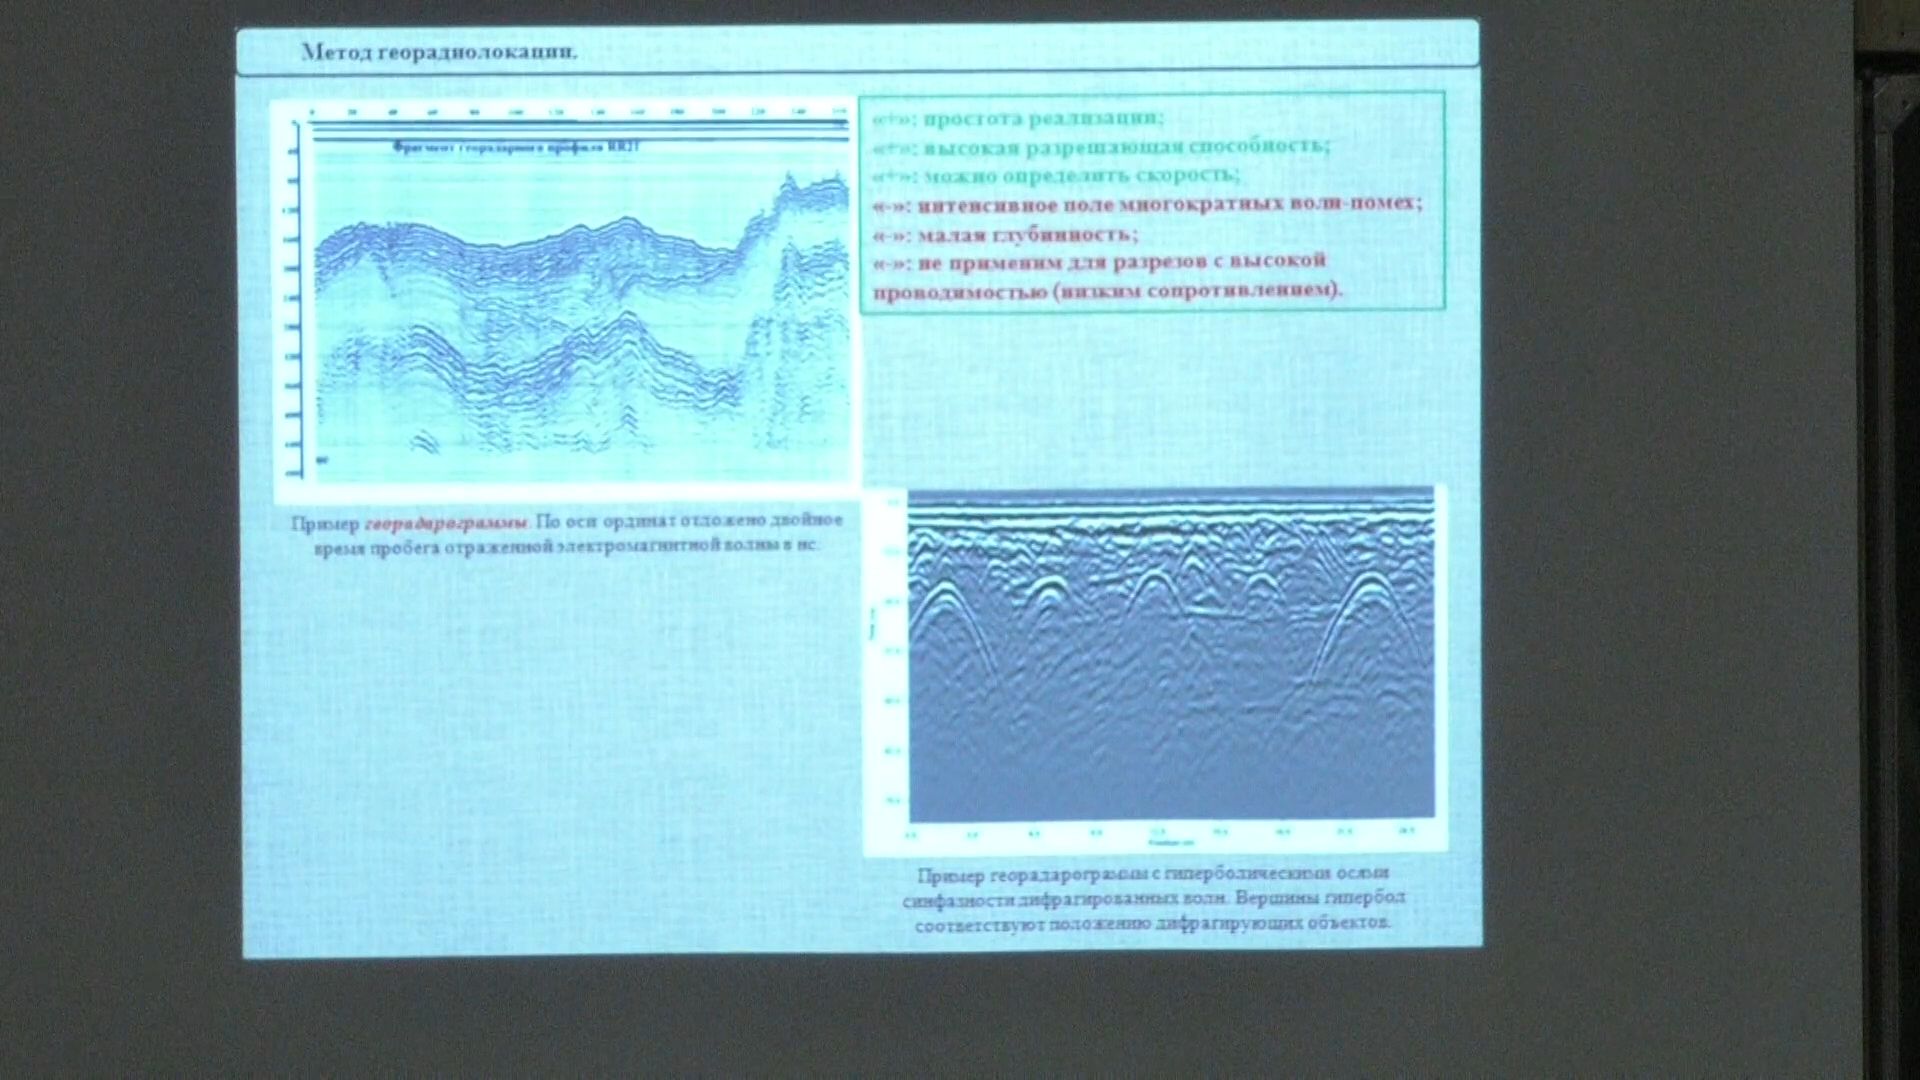 Метод георадиолокации.
Фрагмент георадарного профиля
«+»: простота реализации;
«+»: высокая разрешающая способность;
«+»: можно определить скорость;
«-»: интенсивное поле многократных волн-помех;
«-»: малая глубинность;
«-»: не применим для разрезов с высокой
проводимостью (низким сопротивлением).
Пример георадарограммы. По оси ординат отложено двойное
время пробега отраженной электромагнитной волны в нс.
Пример георадарограммы с гиперболическими осями
синфазности дифрагированных волн. Вершины гипербол
соответствуют положению дифрагирующих объектов.